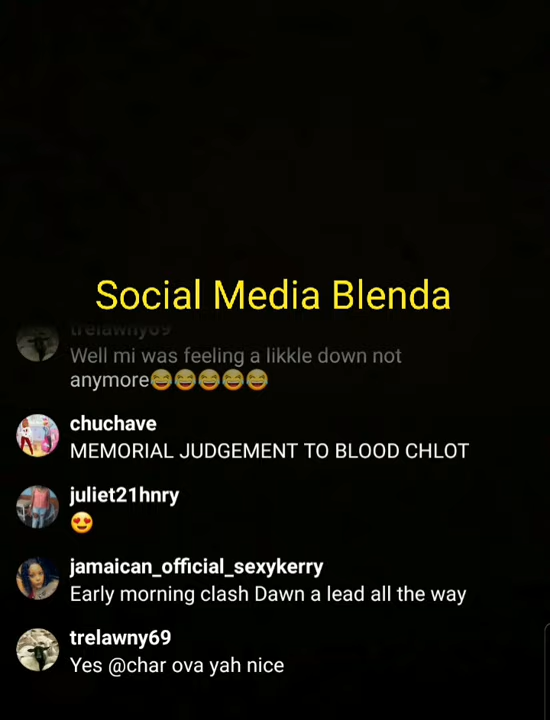 Social Media Blenda
trelawny69
Well mi was feeling a likkle down not
anymore😂😂😂😂😂
chuchave
MEMORIAL JUDGEMENT TO BLOOD CHLOT
juliet21hnry
😍
jamaican_official_sexykerry
Early morning clash Dawn a lead all the way
trelawny69
Yes @char ova yah nice